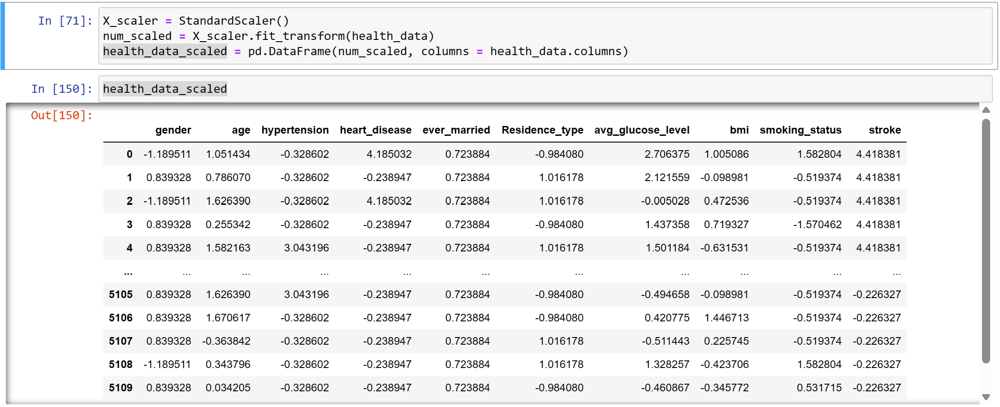 In [71]: X_scaler = StandardScaler()
num_scaled = X_scaler.fit_transform(health_data)
health_data_scaled = pd.DataFrame(num_scaled, columns = health_data.columns)
In [150]: health_data_scaled
Out[150]:
gender age hypertension heart_disease ever_married Residence_type avg_glucose_level bmi smoking_status stroke
0 -1.189511 1.051434 -0.328602 4.185032 0.723884 -0.984080 2.706375 1.005086 1.582804 4.418381
1 0.839328 0.786070 -0.328602 -0.238947 0.723884 1.016178 2.121559 -0.098981 -0.519374 4.418381
2 -1.189511 1.626390 -0.328602 4.185032 0.723884 1.016178 -0.005028 0.472536 -0.519374 4.418381
3 0.839328 0.255342 -0.328602 -0.238947 0.723884 -0.984080 1.437358 0.719327 -1.570462 4.418381
4 0.839328 1.582163 3.043196 -0.238947 0.723884 1.016178 1.501184 -0.631531 -0.519374 4.418381
... ... ... ... ... ... ... ... ... ... ...
5105 0.839328 1.626390 3.043196 -0.238947 0.723884 -0.984080 -0.494658 -0.098981 -0.519374 -0.226327
5106 0.839328 1.670617 -0.328602 -0.238947 0.723884 -0.984080 0.420775 1.446713 -0.519374 -0.226327
5107 0.839328 -0.363842 -0.328602 -0.238947 0.723884 1.016178 -0.511443 0.225745 -0.519374 -0.226327
5108 -1.189511 0.343796 -0.328602 -0.238947 0.723884 1.016178 1.328257 -0.423706 1.582804 -0.226327
5109 0.839328 0.034205 -0.328602 -0.238947 0.723884 -0.984080 -0.460867 -0.345772 0.531715 -0.226327